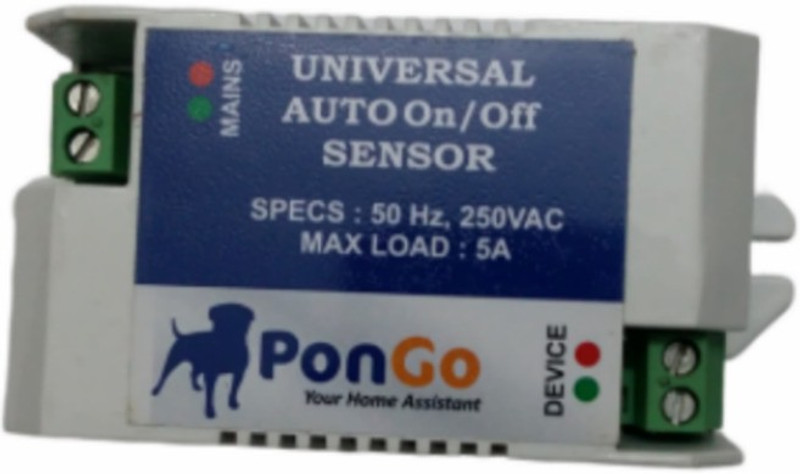 MAINS
UNIVERSAL
AUTO On/Off
SENSOR
SPECS : 50 Hz, 250VAC
MAX LOAD : 5A
PonGo
Your Home Assistant
DEVICE